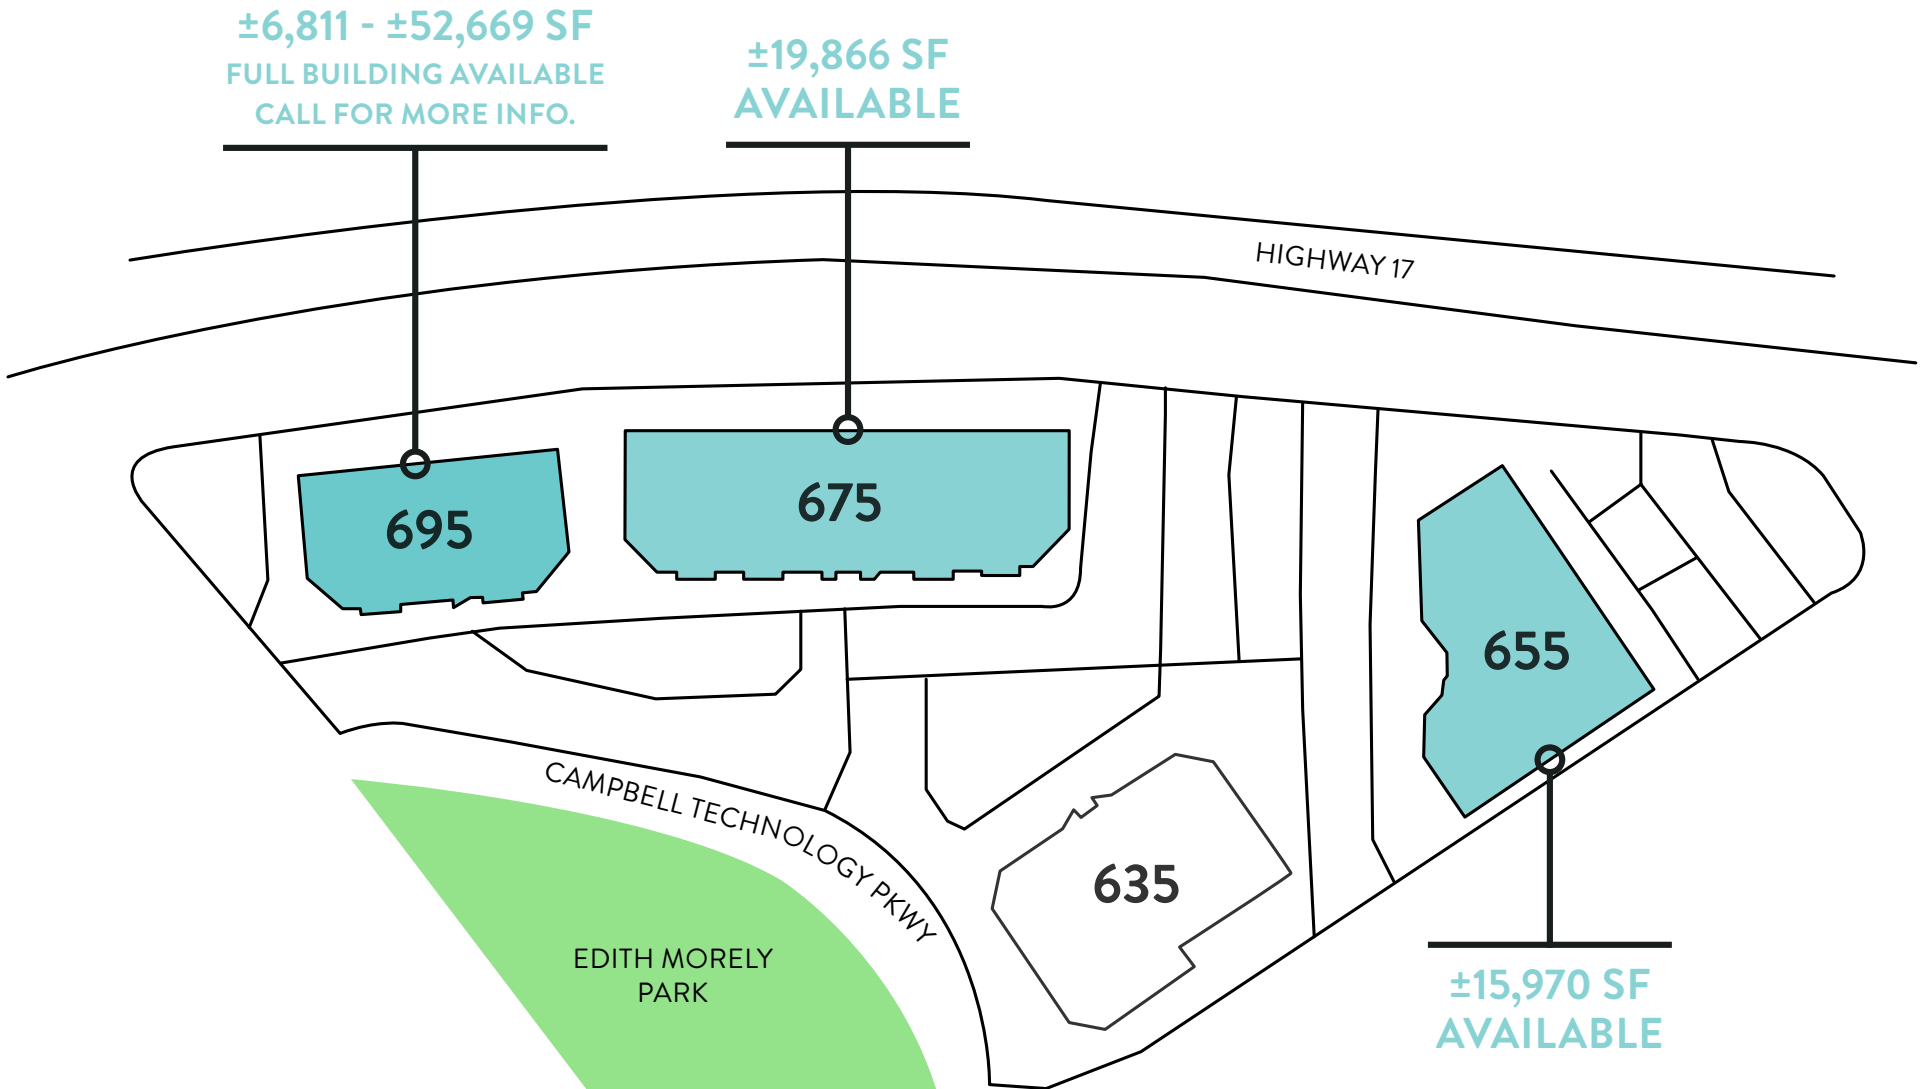 ±6,811 - ±52,669 SF
FULL BUILDING AVAILABLE
CALL FOR MORE INFO.
±19,866 SF
AVAILABLE
HIGHWAY 17
695
675
655
CAMPBELL TECHNOLOGY PKWY
635
EDITH MORELY
PARK
±15,970 SF
AVAILABLE